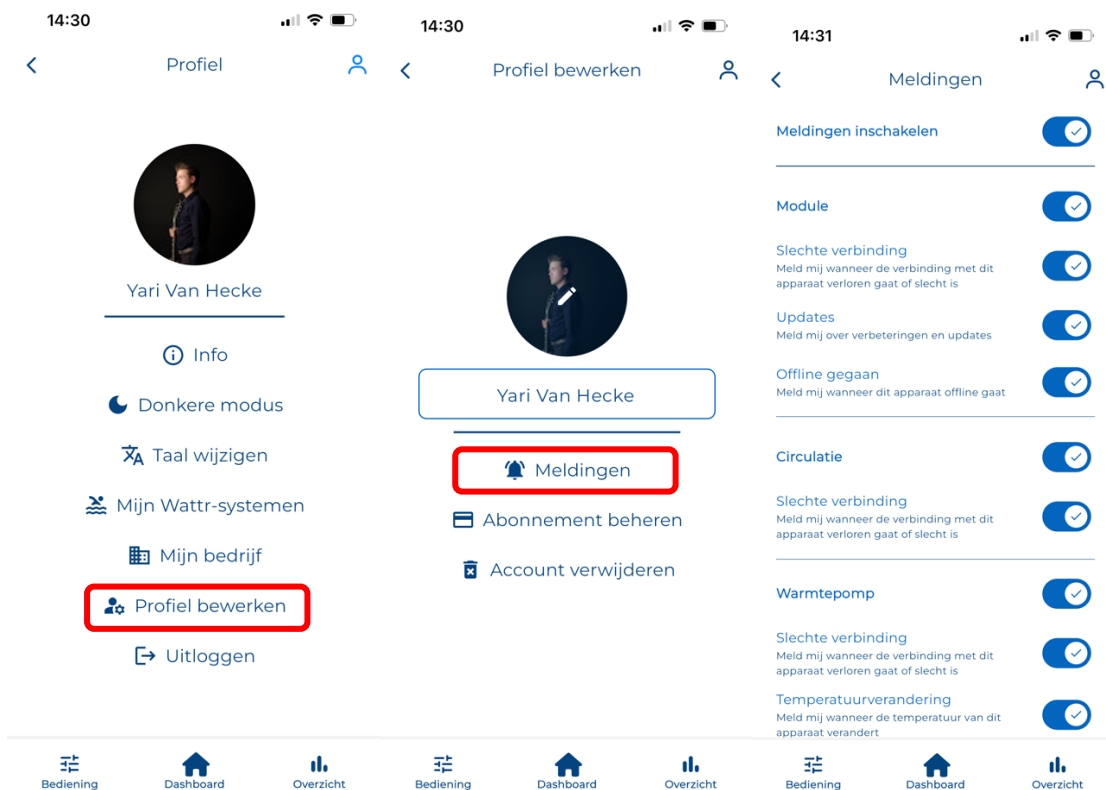 14:30
Profiel
Yari Van Hecke
Info
Donkere modus
Taal wijzigen
Mijn Wattr-systemen
Mijn bedrijf
Profiel bewerken
Uitloggen
Bediening
Dashboard
Overzicht
14:30
Profiel bewerken
Yari Van Hecke
Meldingen
Abonnement beheren
Account verwijderen
Bediening
Dashboard
Overzicht
14:31
Meldingen
Meldingen inschakelen
Module
Slechte verbinding
Meld mij wanneer de verbinding met dit
apparaat verloren gaat of slecht is
Updates
Meld mij over verbeteringen en updates
Offline gegaan
Meld mij wanneer dit apparaat offline gaat
Circulatie
Slechte verbinding
Meld mij wanneer de verbinding met dit
apparaat verloren gaat of slecht is
Warmtepomp
Slechte verbinding
Meld mij wanneer de verbinding met dit
apparaat verloren gaat of slecht is
Temperatuurverandering
Meld mij wanneer de temperatuur van dit
apparaat verandert
Bediening
Dashboard
Overzicht